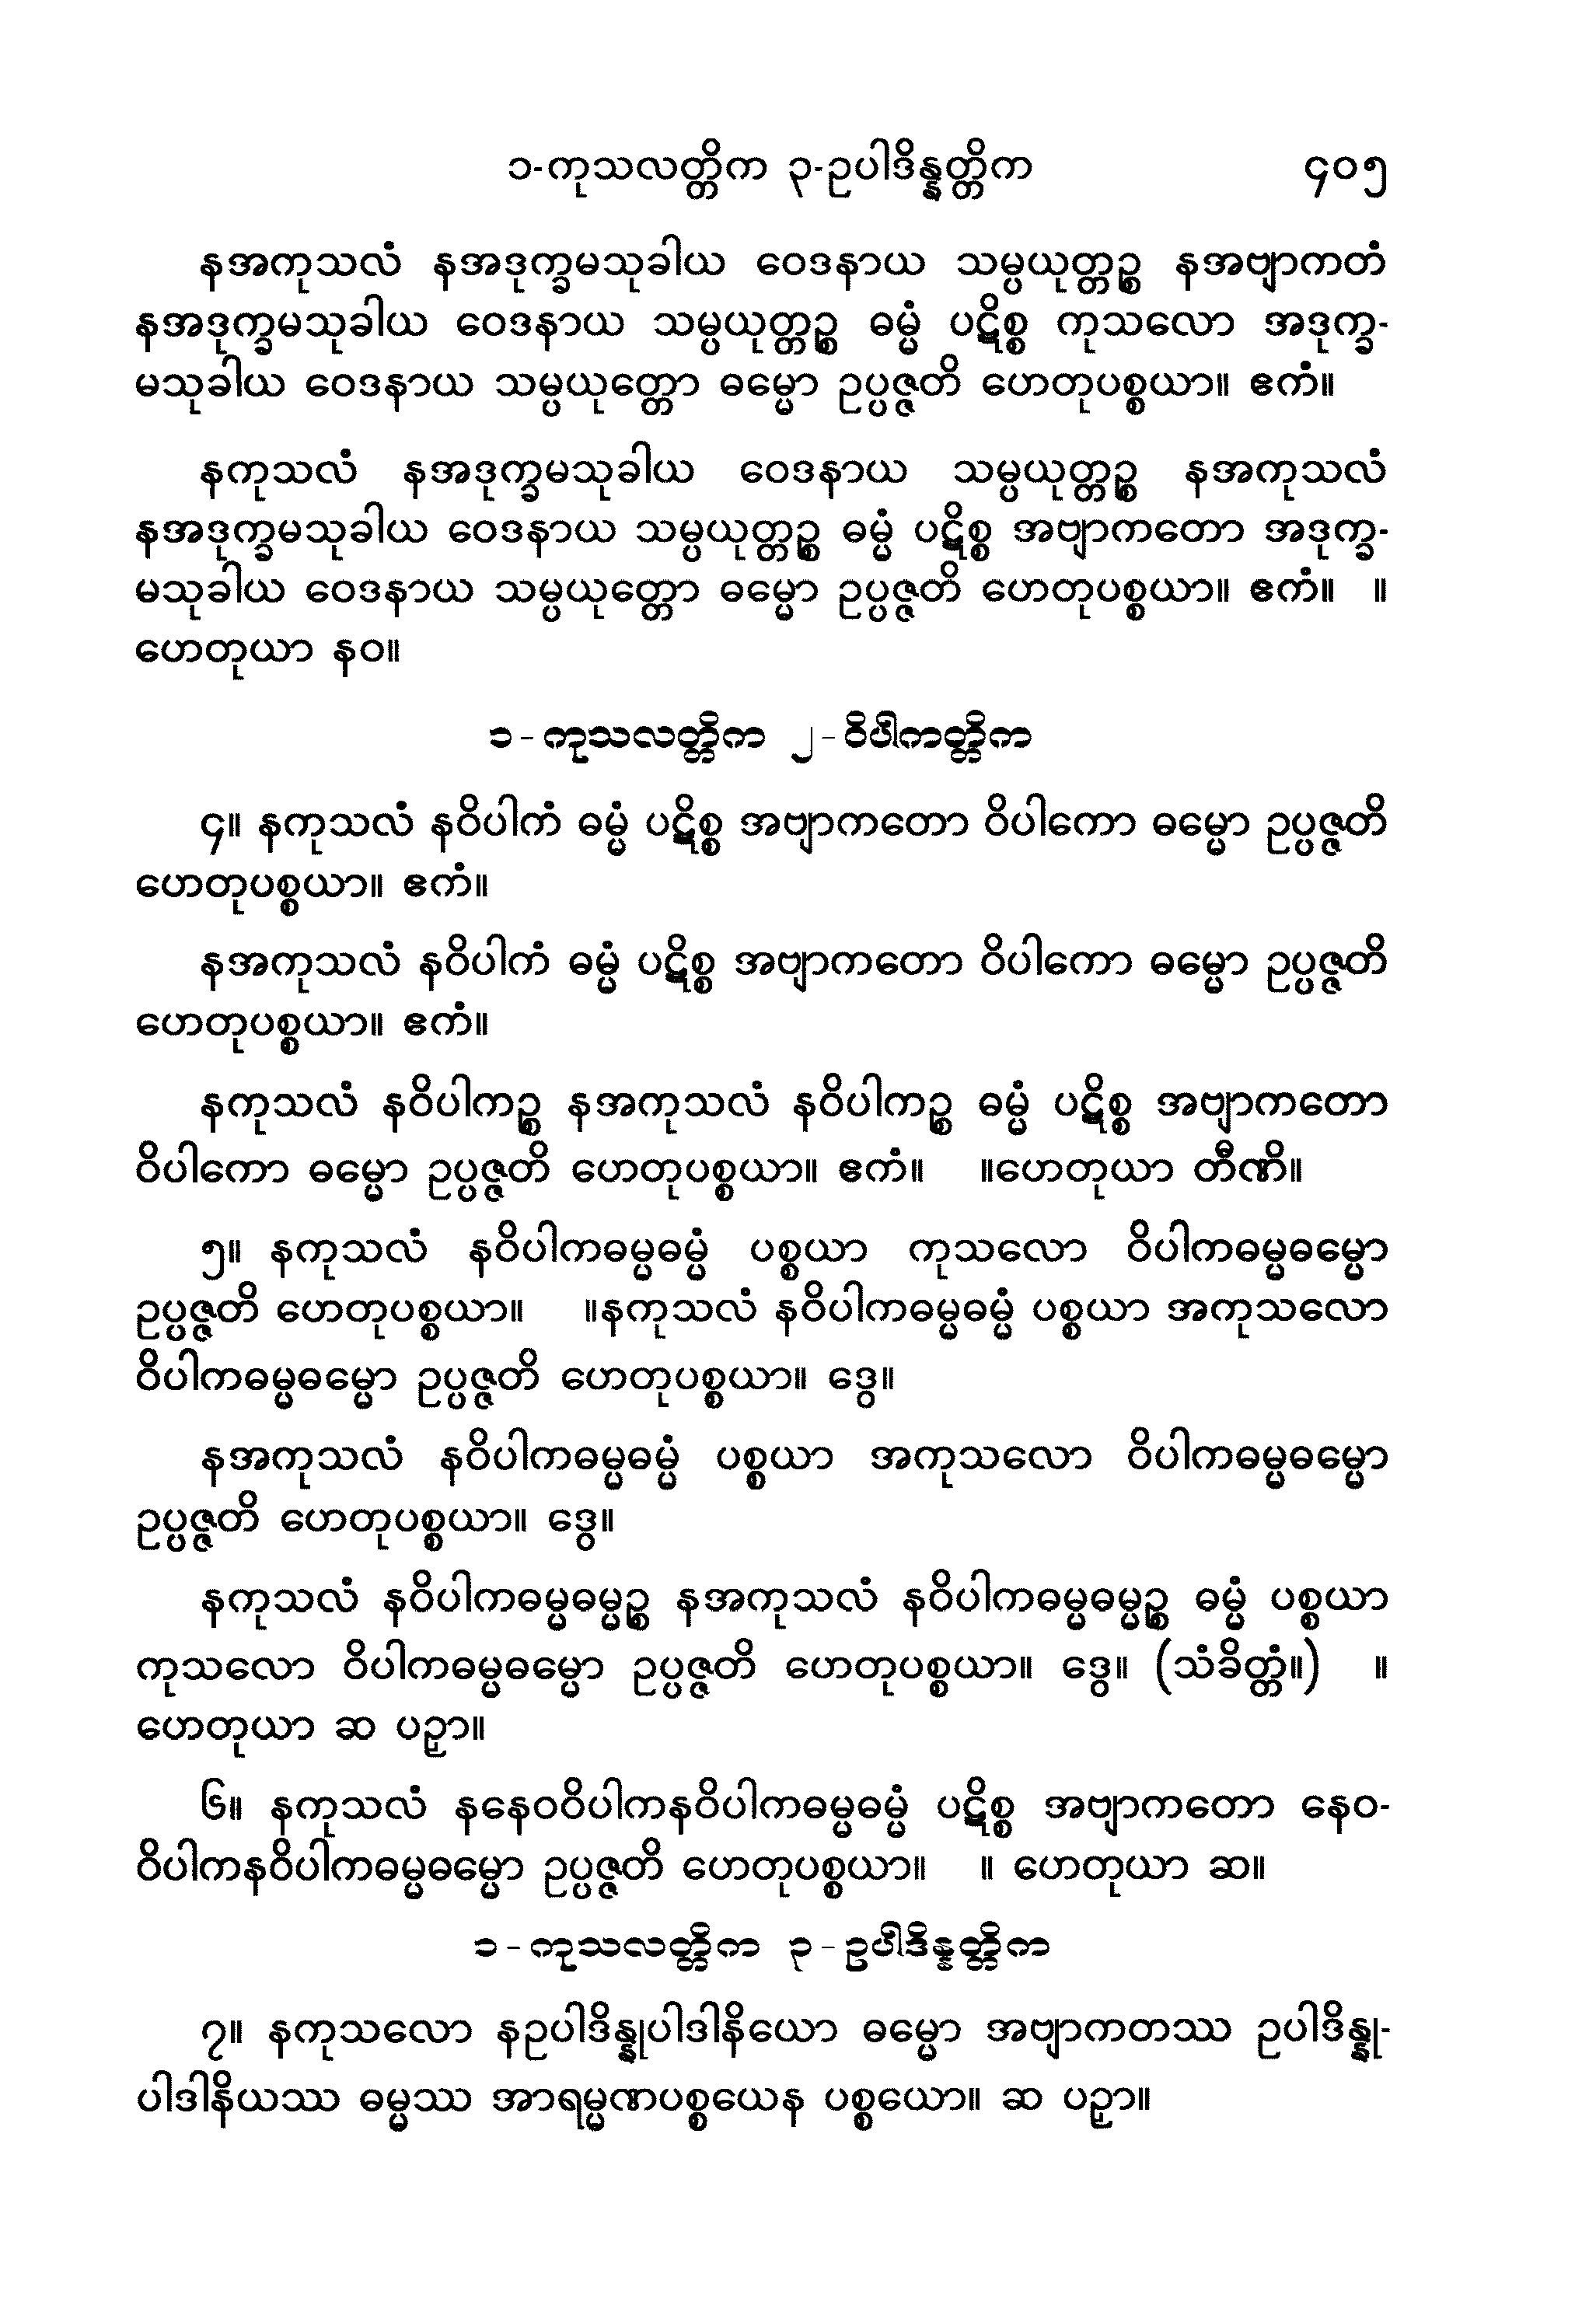 ၁-ကုသလတ္တိက ၃-ဥပါဒိန္နတ္တိက ၄၀၅
နအကုသလံ နအဒုက္ခမသုခါယ ဝေဒနာယ သမ္ပယုတ္တဉ္စ နအဗျာကတံ
နအဒုက္ခမသုခါယ ဝေဒနာယ သမ္ပယုတ္တဉ္စ ဓမ္မံ ပဋိစ္စ ကုသလော အဒုက္ခ-
မသုခါယ ဝေဒနာယ သမ္ပယုတ္တော ဓမ္မော ဥပ္ပဇ္ဇတိ ဟေတုပစ္စယာ။ ဧကံ။
နကုသလံ နအဒုက္ခမသုခါယ ဝေဒနာယ သမ္ပယုတ္တဉ္စ နအကုသလံ
နအဒုက္ခမသုခါယ ဝေဒနာယ သမ္ပယုတ္တဉ္စ ဓမ္မံ ပဋိစ္စ အဗျာကတော အဒုက္ခ-
မသုခါယ ဝေဒနာယ သမ္ပယုတ္တော ဓမ္မော ဥပ္ပဇ္ဇတိ ဟေတုပစ္စယာ။ ဧကံ။ ။
ဟေတုယာ နဝ။
၁-ကုသလတ္တိက ၂-ဝိပါကတ္တိက
၄။ နကုသလံ နဝိပါကံ ဓမ္မံ ပဋိစ္စ အဗျာကတော ဝိပါကော ဓမ္မော ဥပ္ပဇ္ဇတိ
ဟေတုပစ္စယာ။ ဧကံ။
နအကုသလံ နဝိပါကံ ဓမ္မံ ပဋိစ္စ အဗျာကတော ဝိပါကော ဓမ္မော ဥပ္ပဇ္ဇတိ
ဟေတုပစ္စယာ။ ဧကံ။
နကုသလံ နဝိပါကဉ္စ နအကုသလံ နဝိပါကဉ္စ ဓမ္မံ ပဋိစ္စ အဗျာကတော
ဝိပါကော ဓမ္မော ဥပ္ပဇ္ဇတိ ဟေတုပစ္စယာ။ ဧကံ။ ။ဟေတုယာ တီဏိ။
၅။ နကုသလံ နဝိပါကဓမ္မဓမ္မံ ပစ္စယာ ကုသလော ဝိပါကဓမ္မဓမ္မော
ဥပ္ပဇ္ဇတိ ဟေတုပစ္စယာ။ ။နကုသလံ နဝိပါကဓမ္မဓမ္မံ ပစ္စယာ အကုသလော
ဝိပါကဓမ္မဓမ္မော ဥပ္ပဇ္ဇတိ ဟေတုပစ္စယာ။ ဒွေ။
နအကုသလံ နဝိပါကဓမ္မဓမ္မံ ပစ္စယာ အကုသလော ဝိပါကဓမ္မဓမ္မော
ဥပ္ပဇ္ဇတိ ဟေတုပစ္စယာ။ ဒွေ။
နကုသလံ နဝိပါကဓမ္မဓမ္မဉ္စ နအကုသလံ နဝိပါကဓမ္မဓမ္မဉ္စ ဓမ္မံ ပစ္စယာ
ကုသလော ဝိပါကဓမ္မဓမ္မော ဥပ္ပဇ္ဇတိ ဟေတုပစ္စယာ။ ဒွေ။ (သံခိတ္တံ။) ။
ဟေတုယာ ဆ ပဉှာ။
၆။ နကုသလံ နနေဝဝိပါကနဝိပါကဓမ္မဓမ္မံ ပဋိစ္စ အဗျာကတော နေဝ-
ဝိပါကနဝိပါကဓမ္မဓမ္မော ဥပ္ပဇ္ဇတိ ဟေတုပစ္စယာ။ ။ ဟေတုယာ ဆ။
၁-ကုသလတ္တိက ၃-ဥပါဒိန္နတ္တိက
၇။ နကုသလော နဥပါဒိန္နုပါဒါနိယော ဓမ္မော အဗျာကတဿ ဥပါဒိန္နု-
ပါဒါနိယဿ ဓမ္မဿ အာရမ္မဏပစ္စယေန ပစ္စယော။ ဆ ပဉှာ။